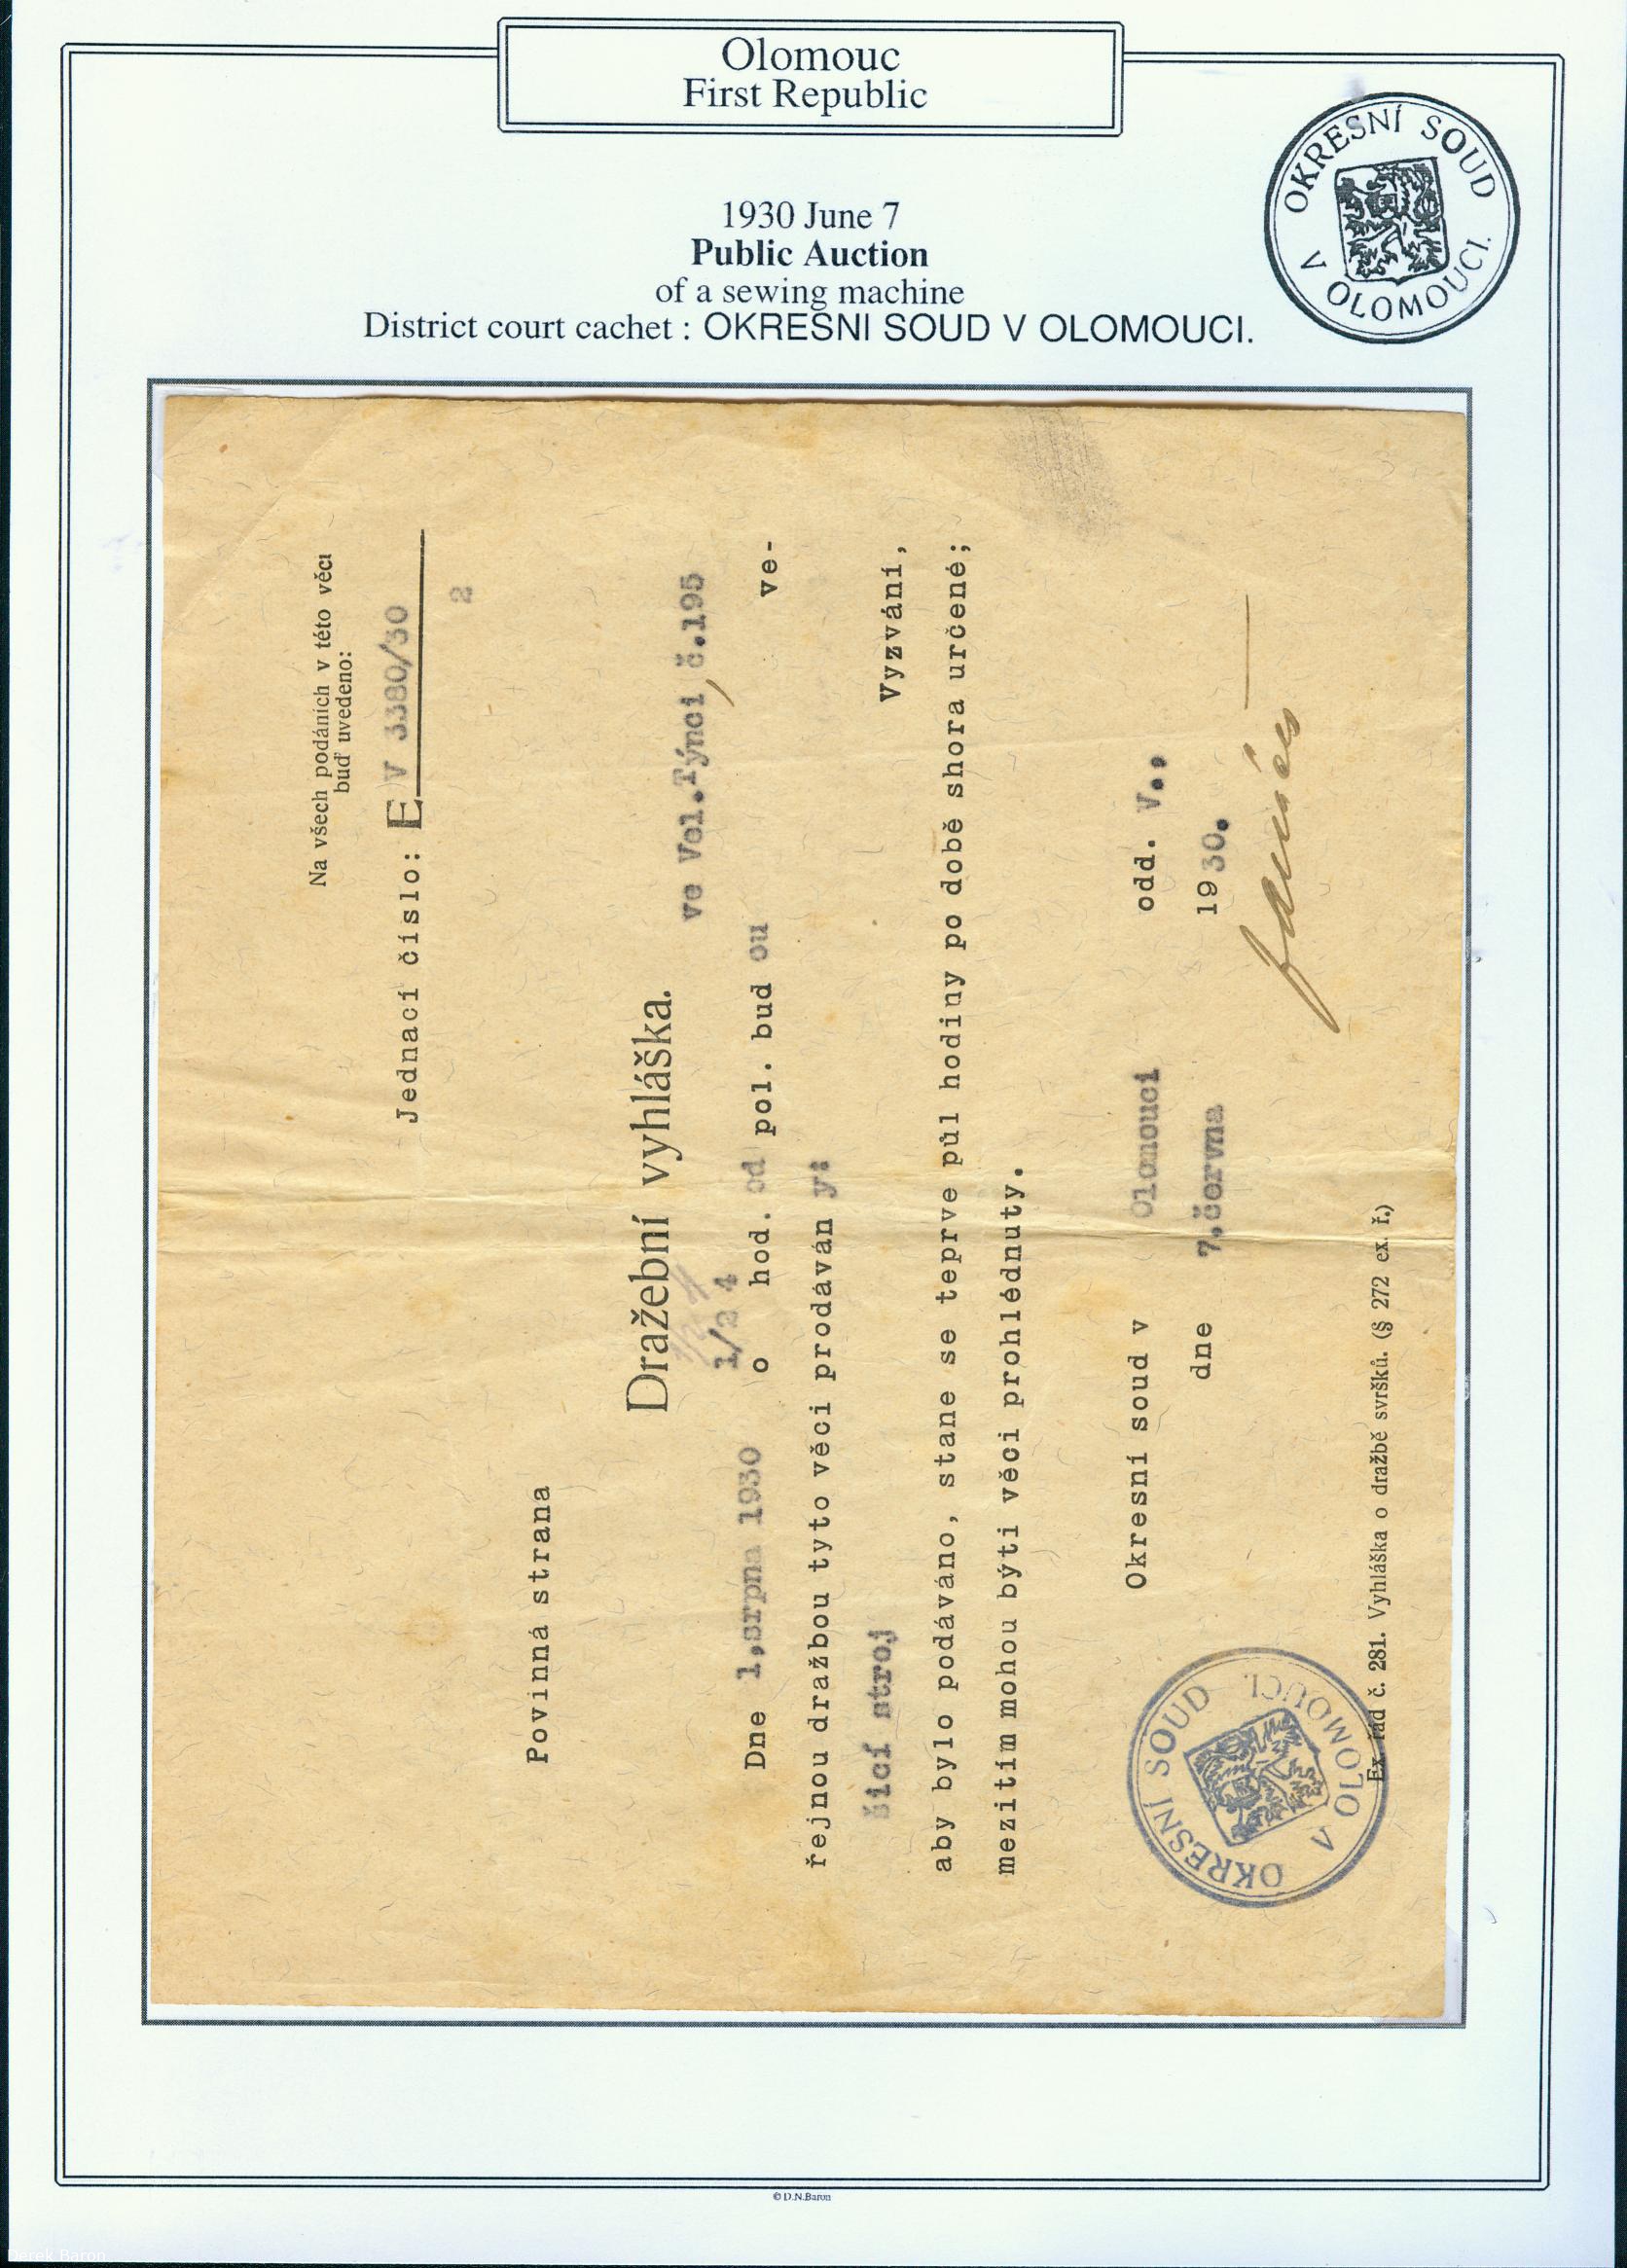 Olomouc
First Republic
OKRESNÍ SOUD
V OLOMOUCI.
1930 June 7
Public Auction
of a sewing machine
District court cachet : OKRESNI SOUD V OLOMOUCI.
Na všech podáních v této věci
buď uvedeno:
Jednací číslo: E V 3380/30
2
Povinná strana
Dražební vyhláška.
ve Vel.Týnci, č.195
1/2 4
Dne 1,srpna 1930 o hod. od pol. bud ou ve-
řejnou dražbou tyto věci prodáván y:
šicí stroj Vyzvání,
aby bylo podáváno, stane se teprve půl hodiny po době shora určené;
mezitím mohou býti věci prohlédnuty.
Okresní soud v Olomouci odd. V.,
dne 7.června 1930.
OKRESNÍ SOUD
V OLOMOUCI.
Ex. řád č. 281. Vyhláška o dražbě svršků. (§ 272 ex. ř.)
© D.N.Baron
Derek Baron